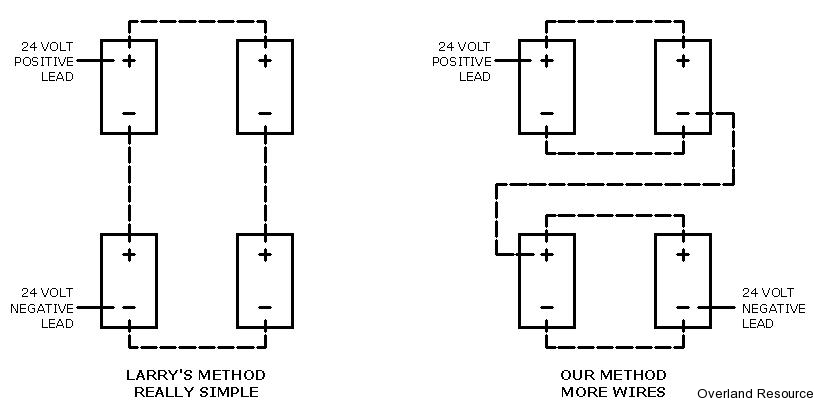 24 VOLT
POSITIVE
LEAD
+
+
−
−
+
+
24 VOLT
NEGATIVE
LEAD
−
−
LARRY'S METHOD
REALLY SIMPLE
24 VOLT
POSITIVE
LEAD
+
+
−
−
+
+
−
−
24 VOLT
NEGATIVE
LEAD
OUR METHOD
MORE WIRES
Overland Resource